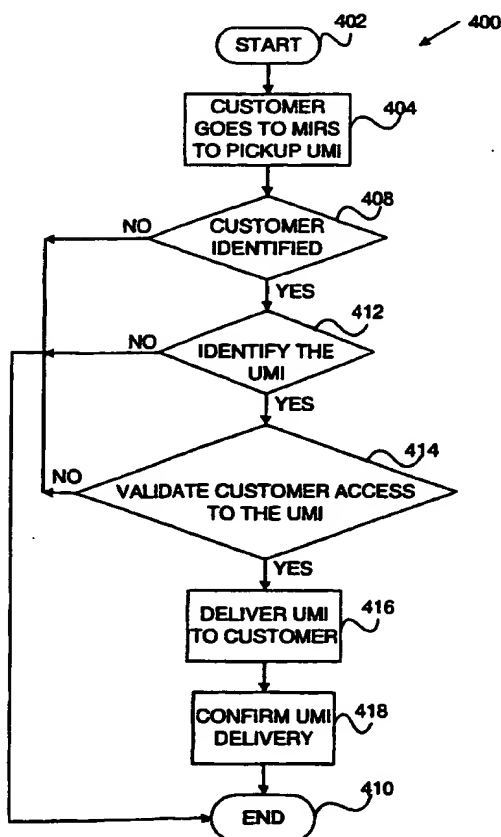 402
START
400
CUSTOMER
GOES TO MIRS
TO PICKUP UMI
404
408
NO
CUSTOMER
IDENTIFIED
YES
412
NO
IDENTIFY THE
UMI
YES
414
NO
VALIDATE CUSTOMER ACCESS
TO THE UMI
YES
DELIVER UMI
TO CUSTOMER
416
CONFIRM UMI
DELIVERY
418
END
410